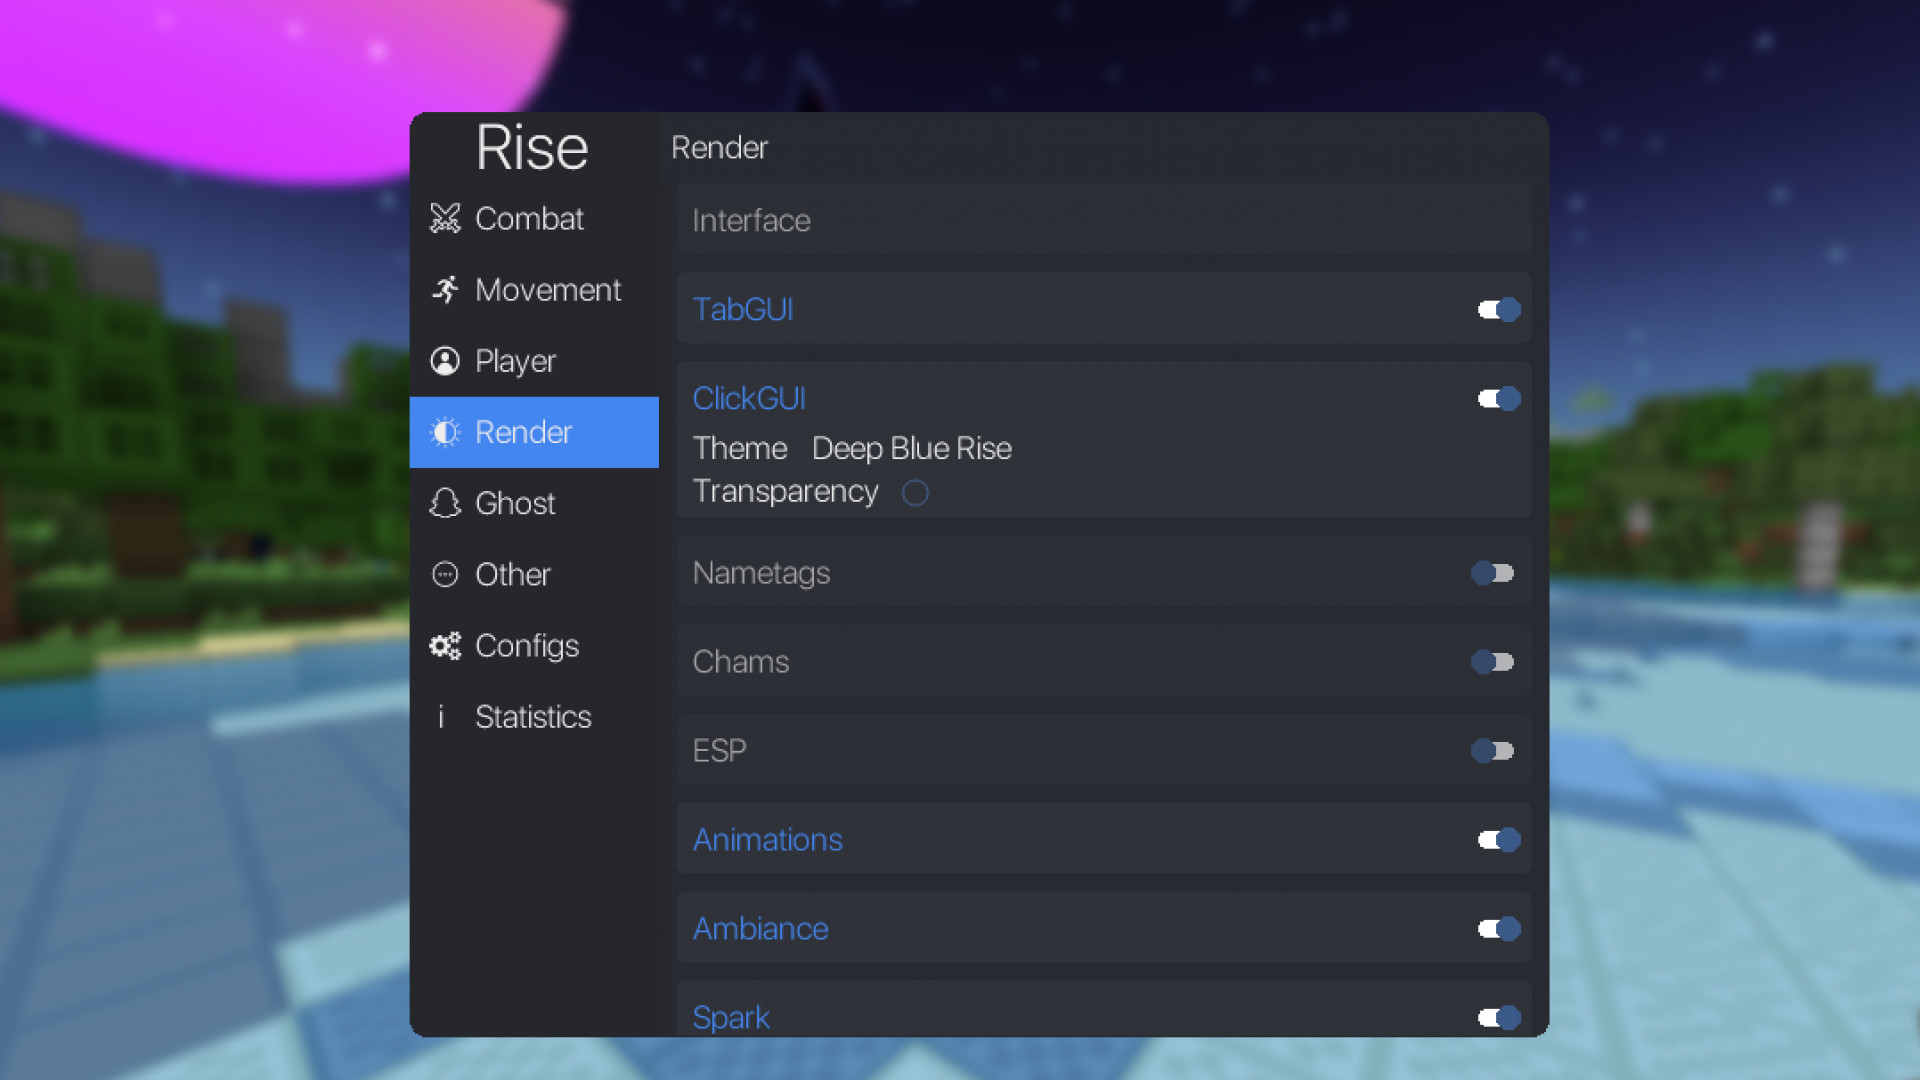 Rise
Combat
Movement
Player
Render
Ghost
Other
Configs
i Statistics
Render
Interface
TabGUI
ClickGUI
Theme Deep Blue Rise
Transparency
Nametags
Chams
ESP
Animations
Ambiance
Spark